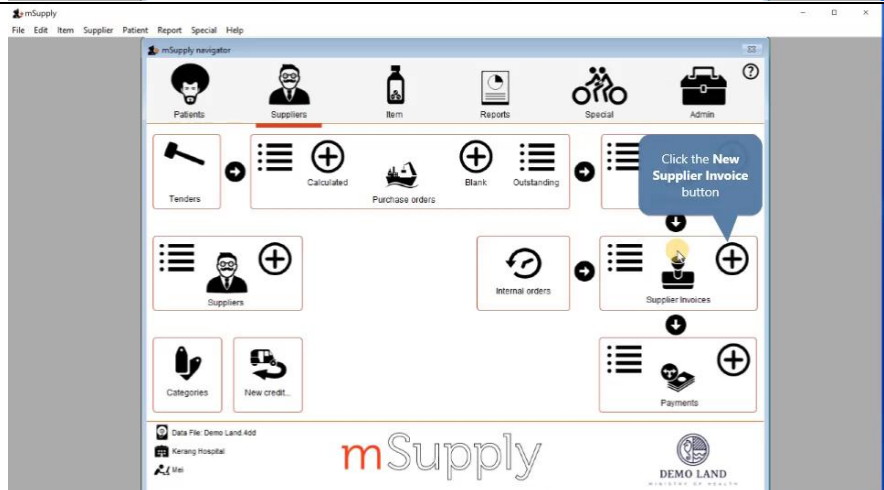 mSupply
File Edit Item Supplier Patient Report Special Help
mSupply navigator
Patients Suppliers Item Reports Special Admin
Click the New
Supplier Invoice
button
Tenders
Calculated
Purchase orders
Blank
Outstanding
Suppliers
Internal orders
Supplier Invoices
Categories
New credit...
Payments
Data File: Demo Land Add
Kerang Hospital
Mei
mSupply
DEMO LAND
MINISTRY OF HEALTH